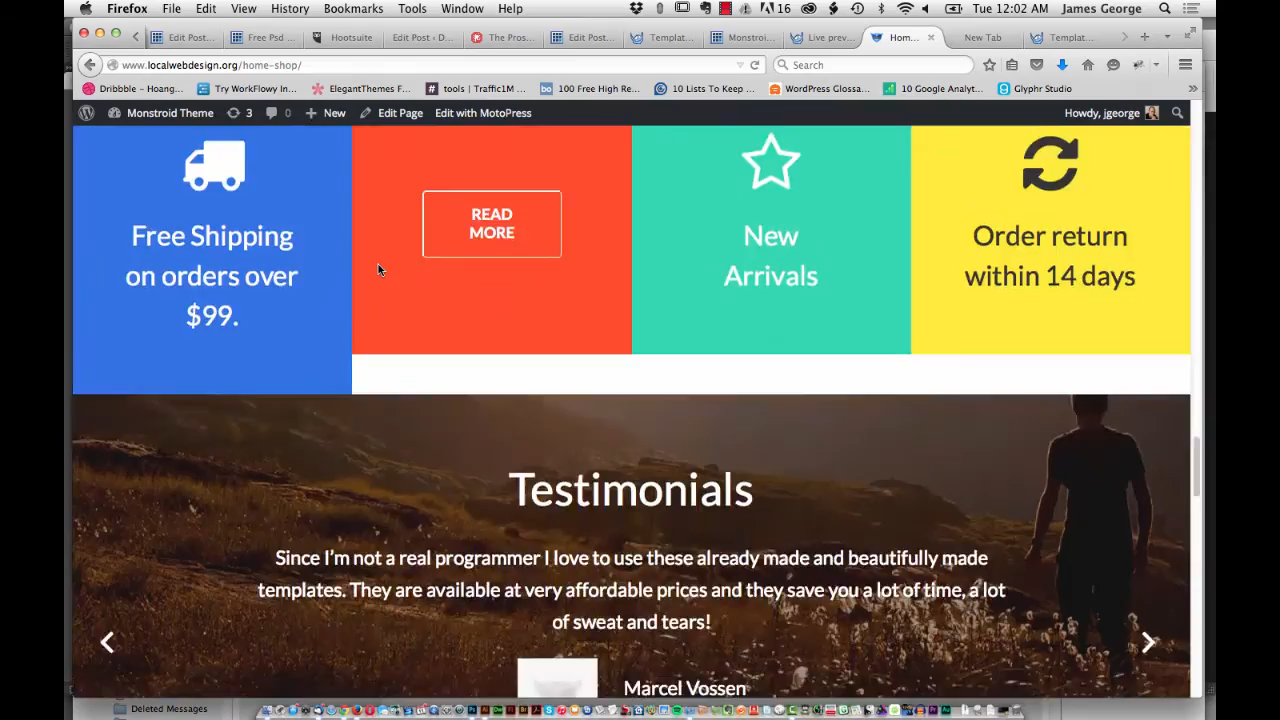 Firefox File Edit View History Bookmarks Tools Window Help 16 Tue 12:02 AM James George
Edit Post... Free Psd ... Hootsuite Edit Post ‹ D... The Pros... Edit Post... Templat... Monstroi... Live prev... Hom... New Tab Templat...
www.localwebdesign.org/home-shop/ Search
Dribbble – Hoang... Try WorkFlowy In... ElegantThemes F... tools | Traffic1M ... 100 Free High Re... 10 Lists To Keep ... WordPress Glossa... 10 Google Analyt... Glyphr Studio
Monstroid Theme 3 0 New Edit Page Edit with MotoPress Howdy, jgeorge
Free Shipping
on orders over
$99.
READ
MORE
New
Arrivals
Order return
within 14 days
Testimonials
Since I'm not a real programmer I love to use these already made and beautifully made
templates. They are available at very affordable prices and they save you a lot of time, a lot
of sweat and tears!
Marcel Vossen
Deleted Messages